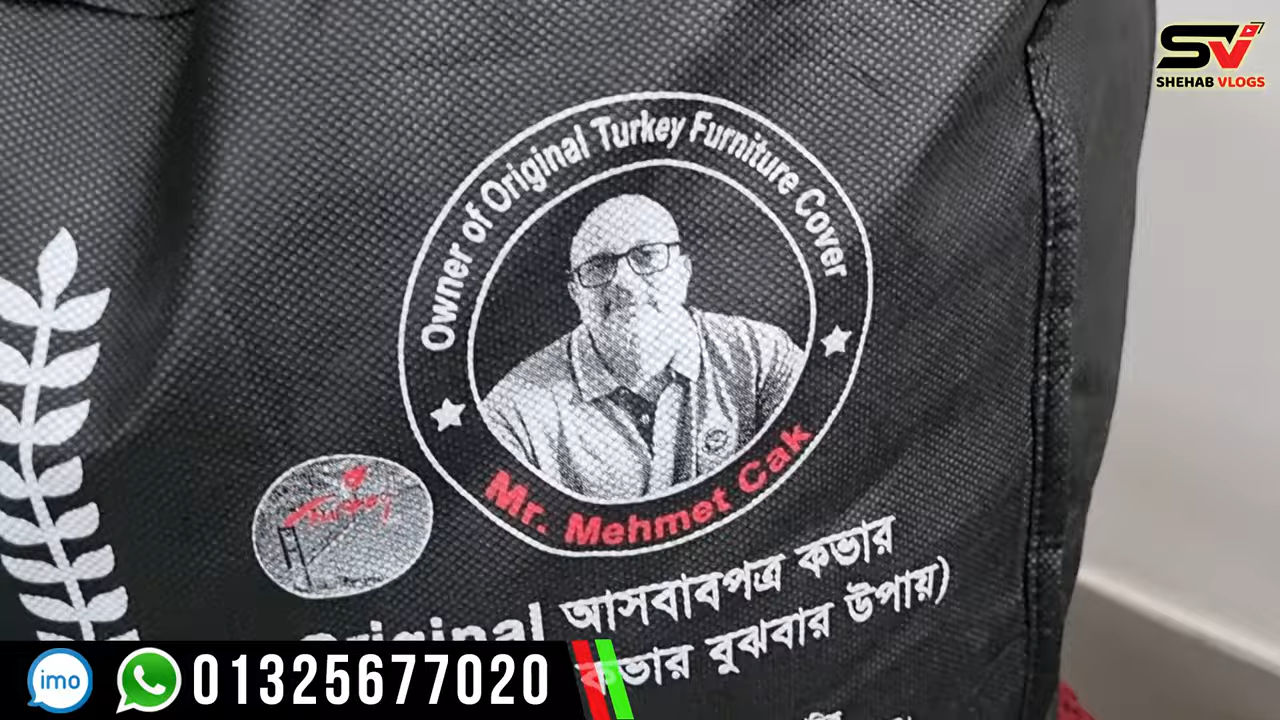 SHEHAB VLOGS
Owner of Original Turkey Furniture Cover
Mr. Mehmet Cak
Turkey
Original আসবাবপত্র কভার
কভার বুঝবার উপায়)
imo
01325677020